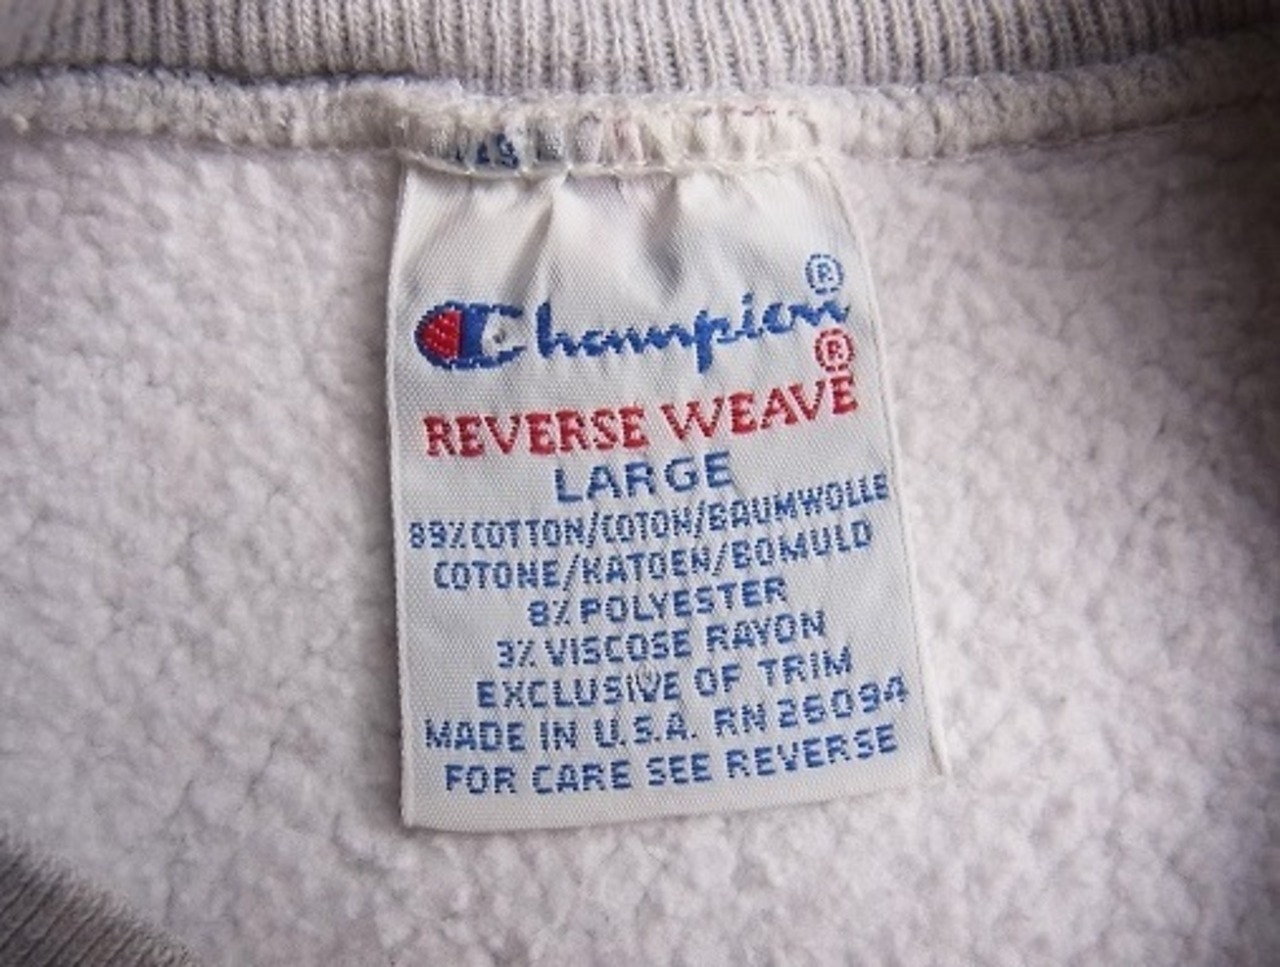 Champion®
REVERSE WEAVE®
LARGE
89% COTTON/COTON/BAUMWOLLE
COTONE/KATOEN/BOMULD
8% POLYESTER
3% VISCOSE RAYON
EXCLUSIVE OF TRIM
MADE IN U.S.A. RN 26094
FOR CARE SEE REVERSE